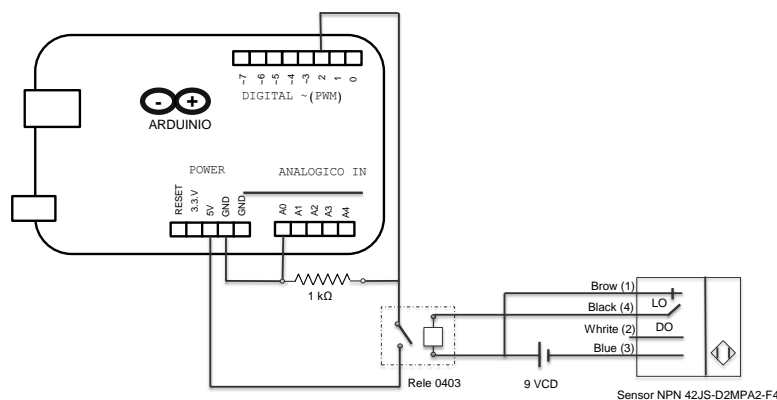 ~7 ~6 ~5 ~4 ~3 2 1 0
DIGITAL ~(PWM)
- +
ARDUINIO
POWER ANALOGICO IN
RESET 3.3.V 5V GND GND A0 A1 A2 A3 A4
1 kΩ
Brow (1)
Black (4) LO
Whrite (2) DO
Blue (3)
Rele 0403 9 VCD
Sensor NPN 42JS-D2MPA2-F4